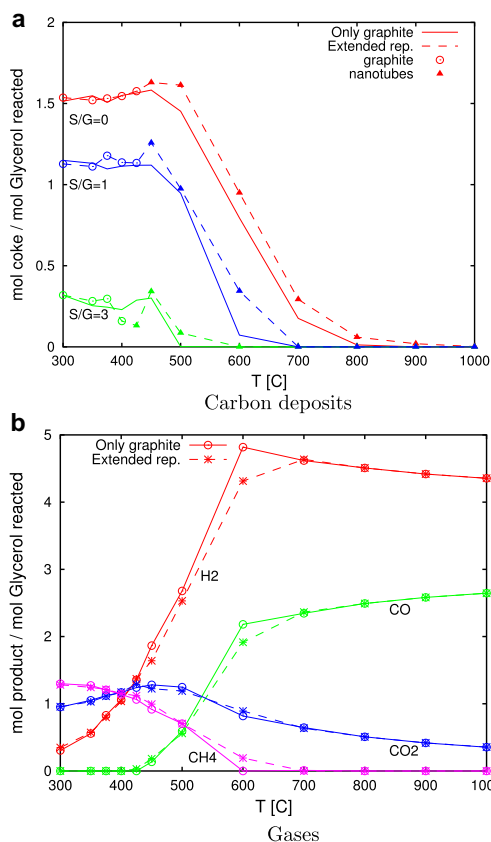 a
2
1.5
1
0.5
0
mol coke / mol Glycerol reacted
Only graphite
Extended rep.
graphite
nanotubes
S/G=0
S/G=1
S/G=3
300 400 500 600 700 800 900 1000
T [C]
Carbon deposits
b
5
4
3
2
1
0
mol product / mol Glycerol reacted
Only graphite
Extended rep.
H2
CO
CO2
CH4
300 400 500 600 700 800 900 100
T [C]
Gases